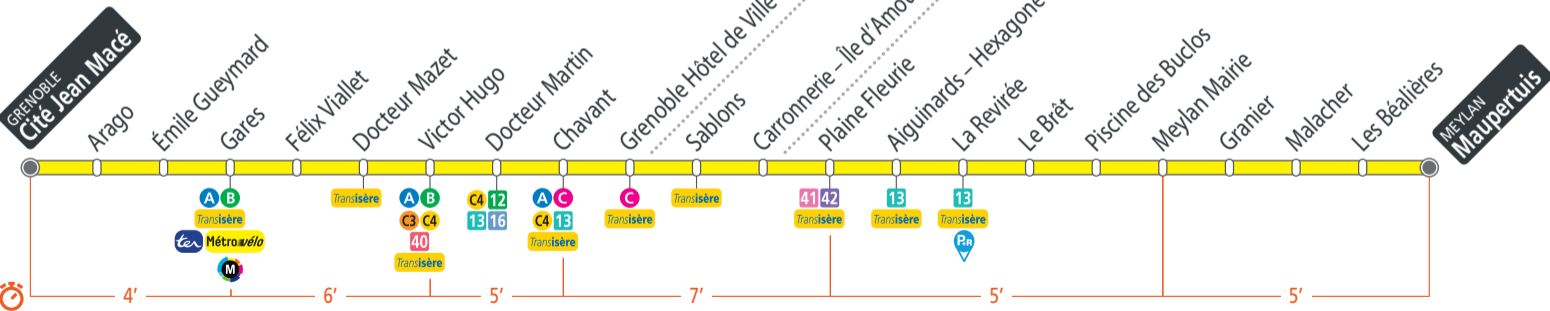 GRENOBLE
Cité Jean Macé
Arago
Émile Gueymard
Gares
Félix Viallet
Docteur Mazet
Victor Hugo
Docteur Martin
Chavant
Grenoble Hôtel de Ville
Sablons
Carronnerie – Île d'Amou
Plaine Fleurie
Aiguinards – Hexagone
La Revirée
Le Brêt
Piscine des Buclos
Meylan Mairie
Granier
Malacher
Les Béalières
MEYLAN
Maupertuis
A B
Transisère
ter Métrovélo
M
Transisère
A B
C3 C4
40
Transisère
C4 12
13 16
A C
C4 13
Transisère
C
Transisère
Transisère
41 42
Transisère
13
Transisère
13
Transisère
P+R
4’ 6’ 5’ 7’ 5’ 5’